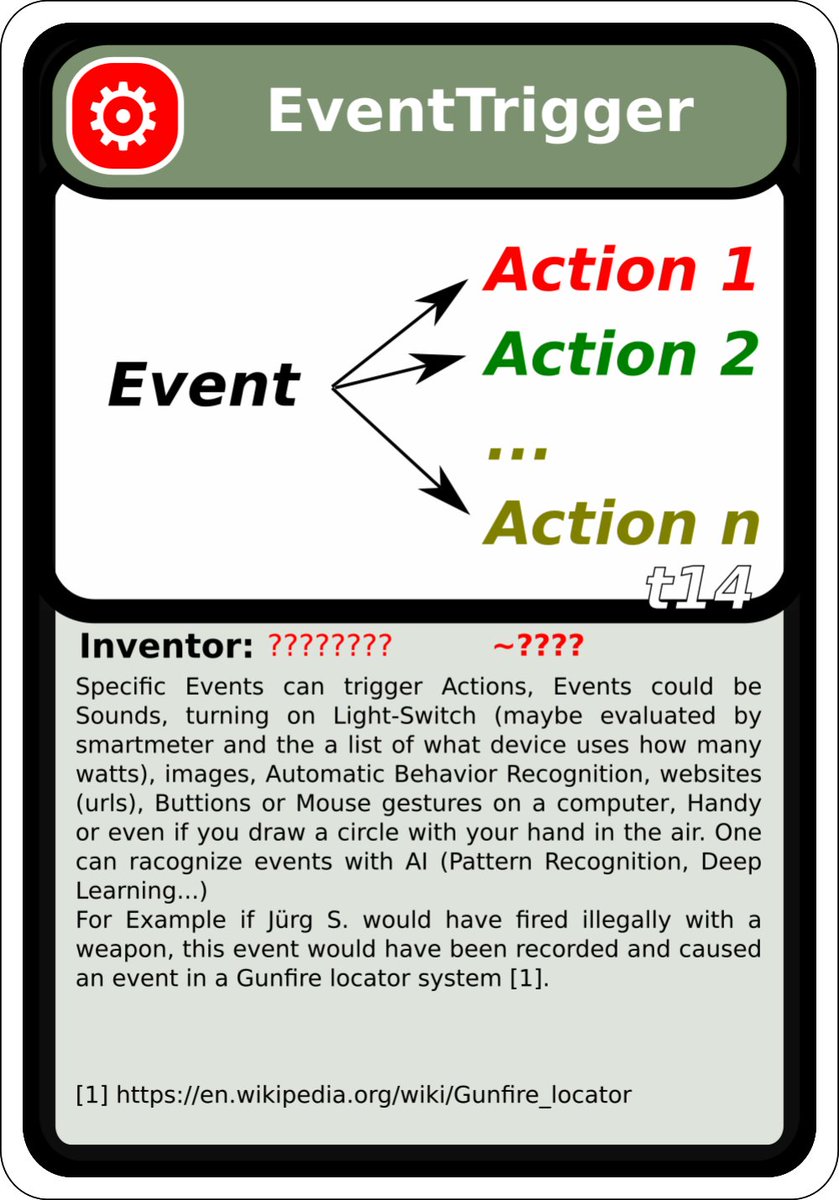 EventTrigger
Action 1
Action 2
Event
...
Action n
t14
Inventor: ???????? ~????
Specific Events can trigger Actions, Events could be
Sounds, turning on Light-Switch (maybe evaluated by
smartmeter and the a list of what device uses how many
watts), images, Automatic Behavior Recognition, websites
(urls), Buttions or Mouse gestures on a computer, Handy
or even if you draw a circle with your hand in the air. One
can racognize events with AI (Pattern Recognition, Deep
Learning...)
For Example if Jürg S. would have fired illegally with a
weapon, this event would have been recorded and caused
an event in a Gunfire locator system [1].
[1] https://en.wikipedia.org/wiki/Gunfire_locator